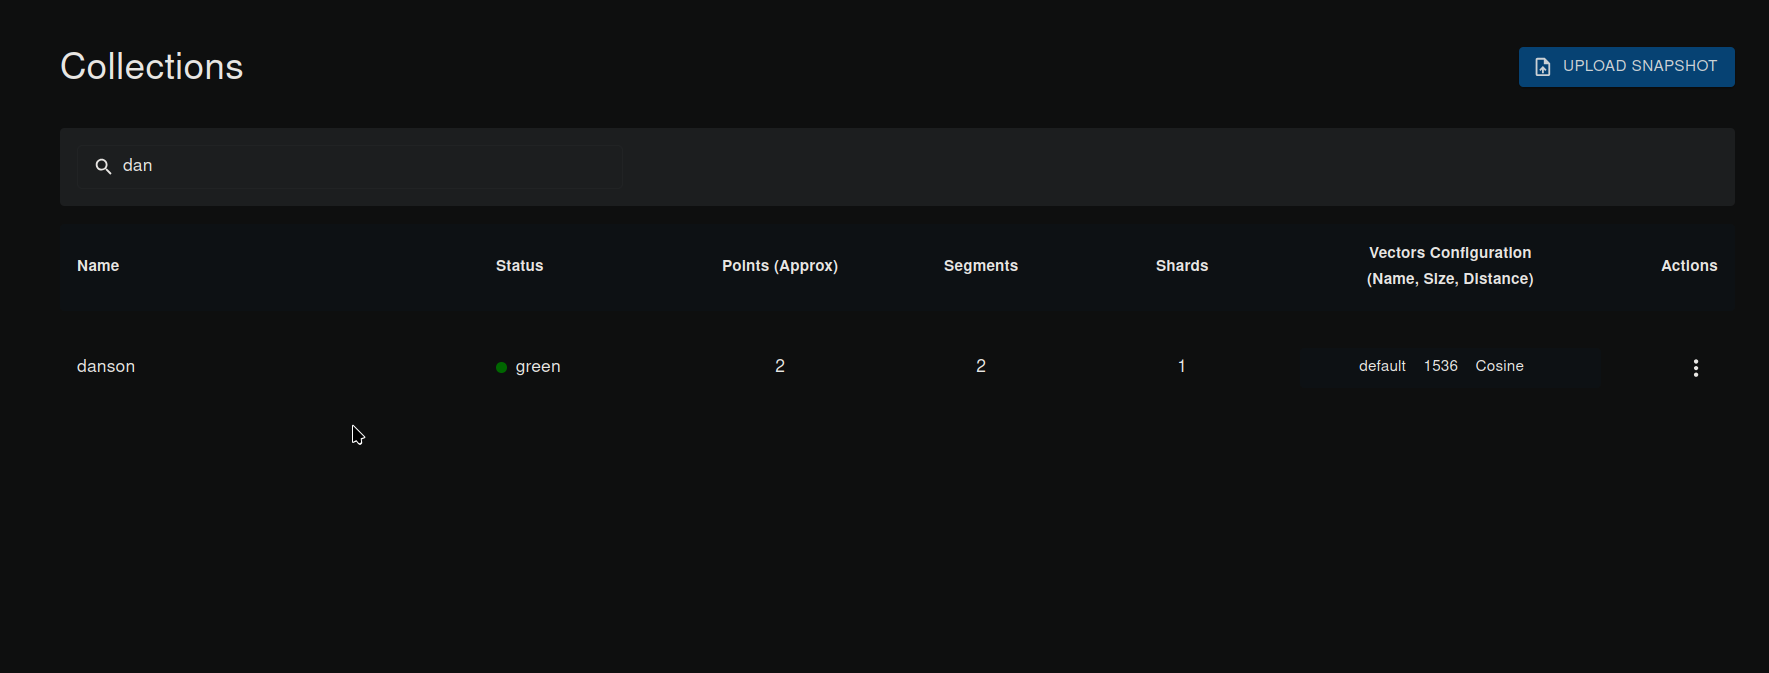 Collections
UPLOAD SNAPSHOT
dan
Name Status Points (Approx) Segments Shards Vectors Configuration (Name, Size, Distance) Actions
danson green 2 2 1 default 1536 Cosine